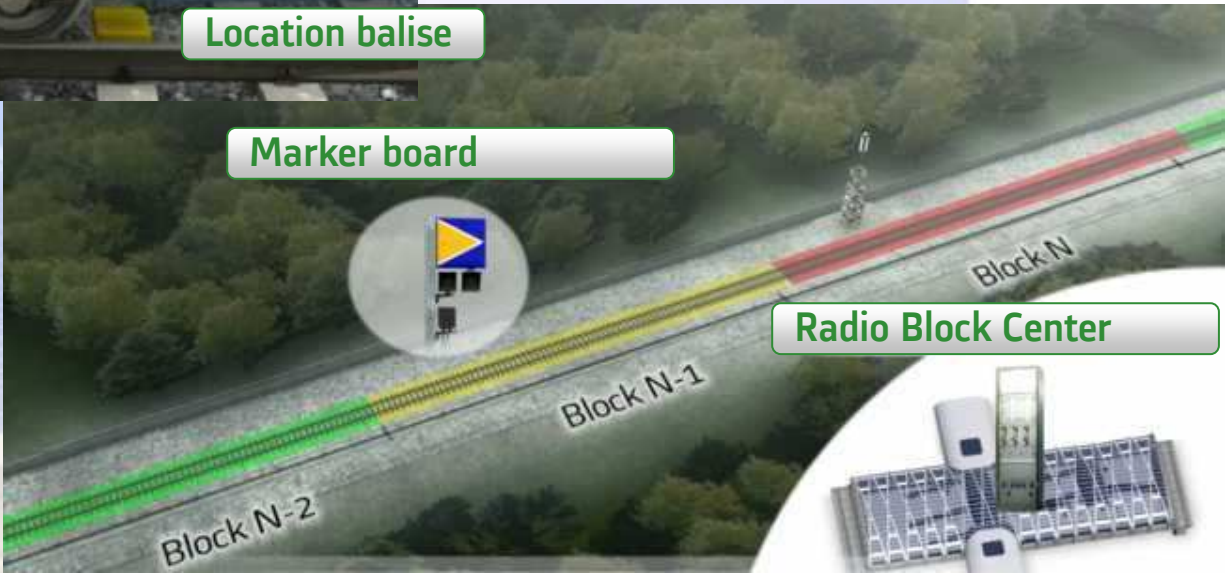 Location balise
Marker board
Block N
Radio Block Center
Block N-1
Block N-2